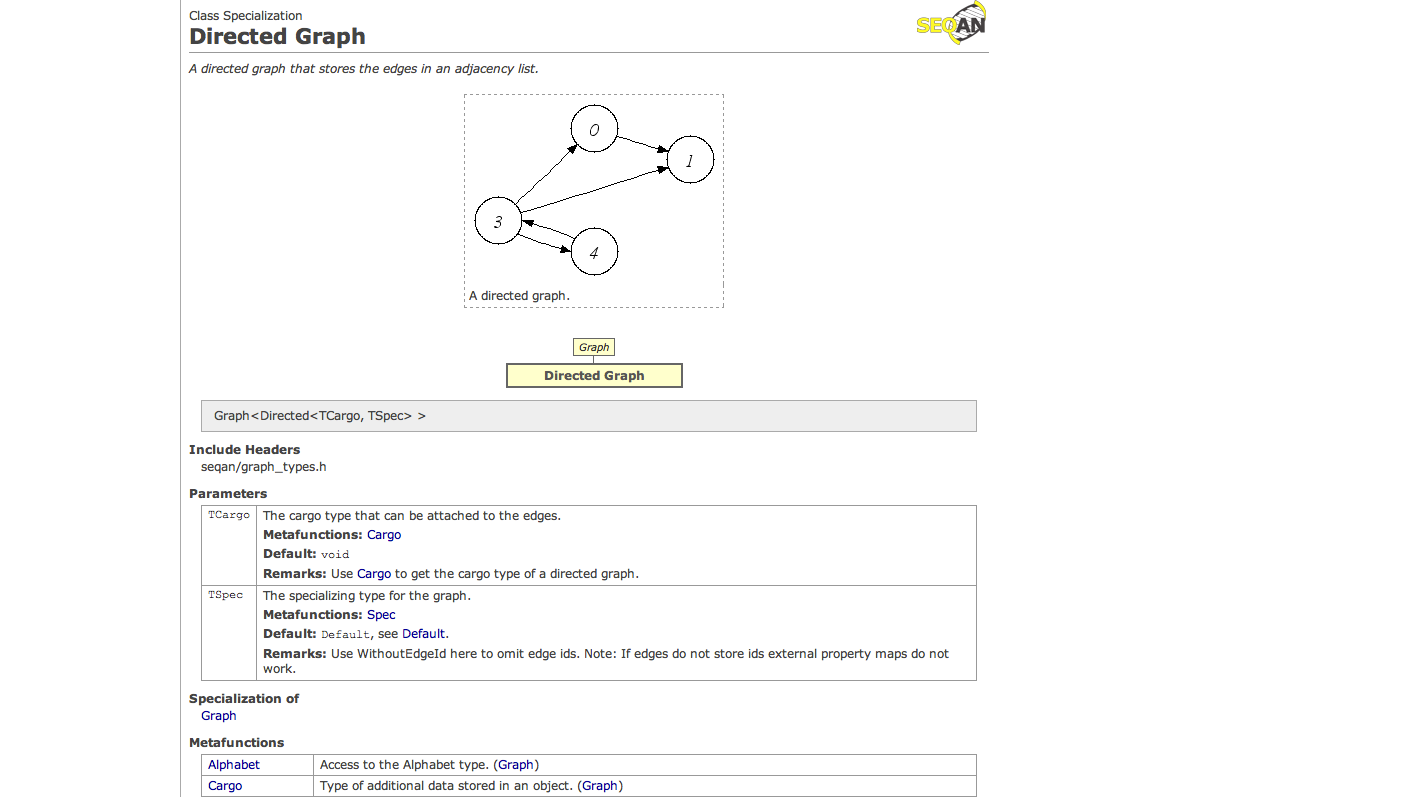 Class Specialization
Directed Graph
SEQAN
A directed graph that stores the edges in an adjacency list.
0
1
3
4
A directed graph.
Graph
Directed Graph
Graph<Directed<TCargo, TSpec> >
Include Headers
seqan/graph_types.h
Parameters
TCargo The cargo type that can be attached to the edges.
Metafunctions: Cargo
Default: void
Remarks: Use Cargo to get the cargo type of a directed graph.
TSpec The specializing type for the graph.
Metafunctions: Spec
Default: Default, see Default.
Remarks: Use WithoutEdgeId here to omit edge ids. Note: If edges do not store ids external property maps do not
work.
Specialization of
Graph
Metafunctions
Alphabet Access to the Alphabet type. (Graph)
Cargo Type of additional data stored in an object. (Graph)